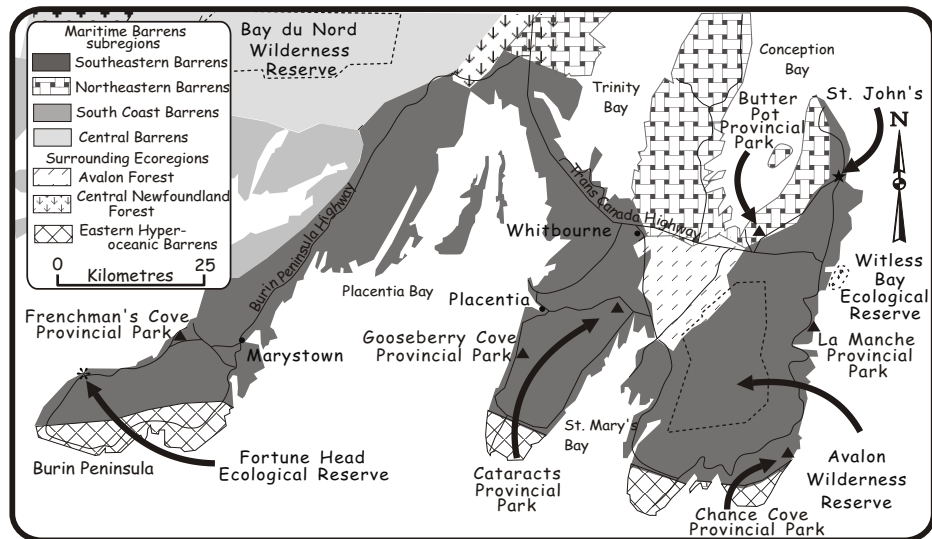 Maritime Barrens
subregions
Southeastern Barrens
Northeastern Barrens
South Coast Barrens
Central Barrens
Surrounding Ecoregions
Avalon Forest
Central Newfoundland
Forest
Eastern Hyper-
oceanic Barrens
0 25
Kilometres
Bay du Nord
Wilderness
Reserve
Trinity
Bay
Conception
Bay
Butter
Pot
Provincial
Park
St. John's
N
Burin Peninsula Highway
Trans Canada Highway
Whitbourne
Witless
Bay
Ecological
Reserve
Placentia Bay
Placentia
Frenchman's Cove
Provincial Park
Marystown
Gooseberry Cove
Provincial Park
La Manche
Provincial
Park
St. Mary's
Bay
Burin Peninsula
Fortune Head
Ecological Reserve
Cataracts
Provincial
Park
Avalon
Wilderness
Reserve
Chance Cove
Provincial Park